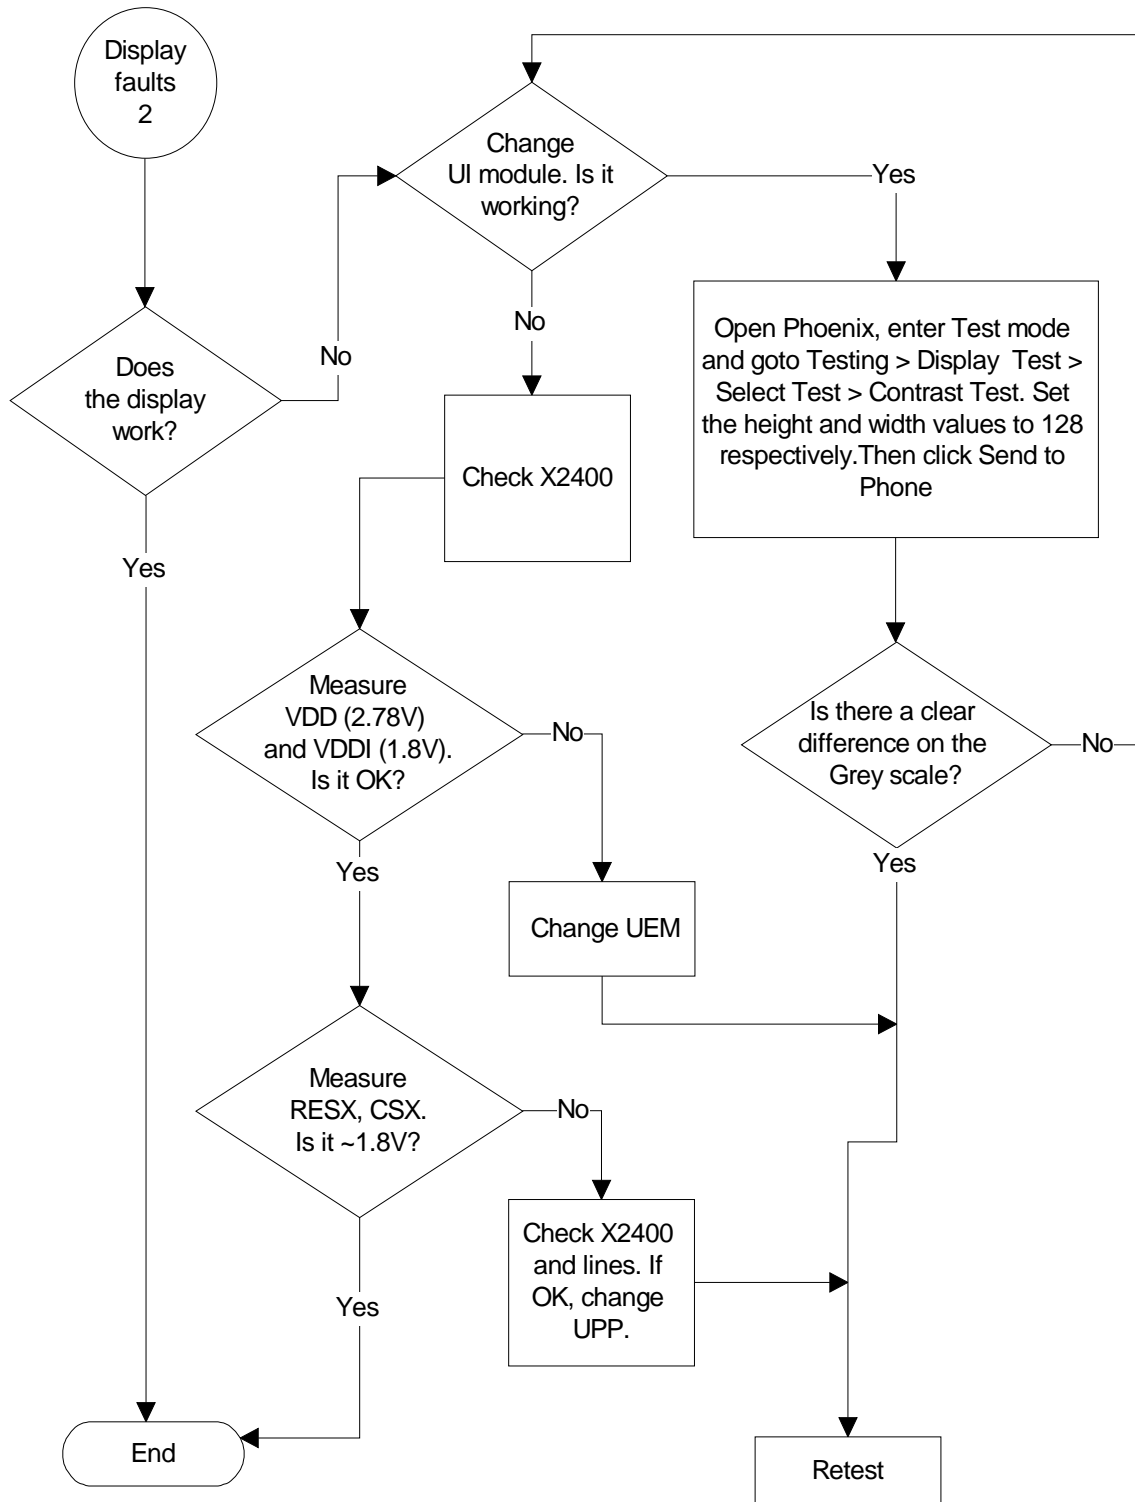 Display
faults
2
Does
the display
work?
No
Yes
Change
UI module. Is it
working?
Yes
No
Open Phoenix, enter Test mode
and goto Testing > Display Test >
Select Test > Contrast Test. Set
the height and width values to 128
respectively.Then click Send to
Phone
Check X2400
Measure
VDD (2.78V)
and VDDI (1.8V).
Is it OK?
No
Yes
Is there a clear
difference on the
Grey scale?
No
Yes
Change UEM
Measure
RESX, CSX.
Is it ~1.8V?
No
Yes
Check X2400
and lines. If
OK, change
UPP.
End
Retest